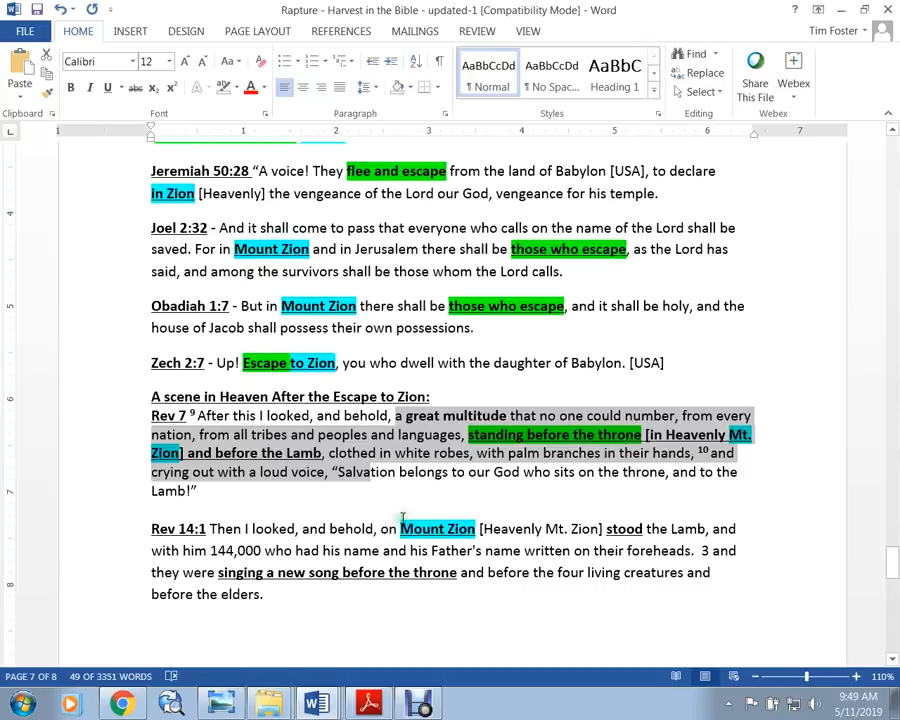 Rapture - Harvest in the Bible - updated-1 [Compatibility Mode] - Word
FILE HOME INSERT DESIGN PAGE LAYOUT REFERENCES MAILINGS REVIEW VIEW Tim Foster
Paste
Calibri 12
Clipboard Font Paragraph
AaBbCcDd AaBbCcDd AaBbC
¶ Normal ¶ No Spac... Heading 1
Styles
Find
Replace
Select
Editing
Share This File
Webex
Webex
1 1 2 3 4 5 6 7
Jeremiah 50:28 “A voice! They flee and escape from the land of Babylon [USA], to declare
in Zion [Heavenly] the vengeance of the Lord our God, vengeance for his temple.
Joel 2:32 - And it shall come to pass that everyone who calls on the name of the Lord shall be
saved. For in Mount Zion and in Jerusalem there shall be those who escape, as the Lord has
said, and among the survivors shall be those whom the Lord calls.
Obadiah 1:7 - But in Mount Zion there shall be those who escape, and it shall be holy, and the
house of Jacob shall possess their own possessions.
Zech 2:7 - Up! Escape to Zion, you who dwell with the daughter of Babylon. [USA]
A scene in Heaven After the Escape to Zion:
Rev 7 9 After this I looked, and behold, a great multitude that no one could number, from every
nation, from all tribes and peoples and languages, standing before the throne [in Heavenly Mt.
Zion] and before the Lamb, clothed in white robes, with palm branches in their hands, 10 and
crying out with a loud voice, “Salvation belongs to our God who sits on the throne, and to the
Lamb!”
Rev 14:1 Then I looked, and behold, on Mount Zion [Heavenly Mt. Zion] stood the Lamb, and
with him 144,000 who had his name and his Father's name written on their foreheads. 3 and
they were singing a new song before the throne and before the four living creatures and
before the elders.
PAGE 7 OF 8 49 OF 3351 WORDS 110%
9:49 AM
5/11/2019